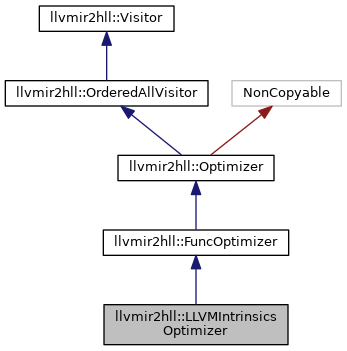 llvmir2hll::Visitor
llvmir2hll::OrderedAllVisitor
NonCopyable
llvmir2hll::Optimizer
llvmir2hll::FuncOptimizer
llvmir2hll::LLVMIntrinsics
Optimizer